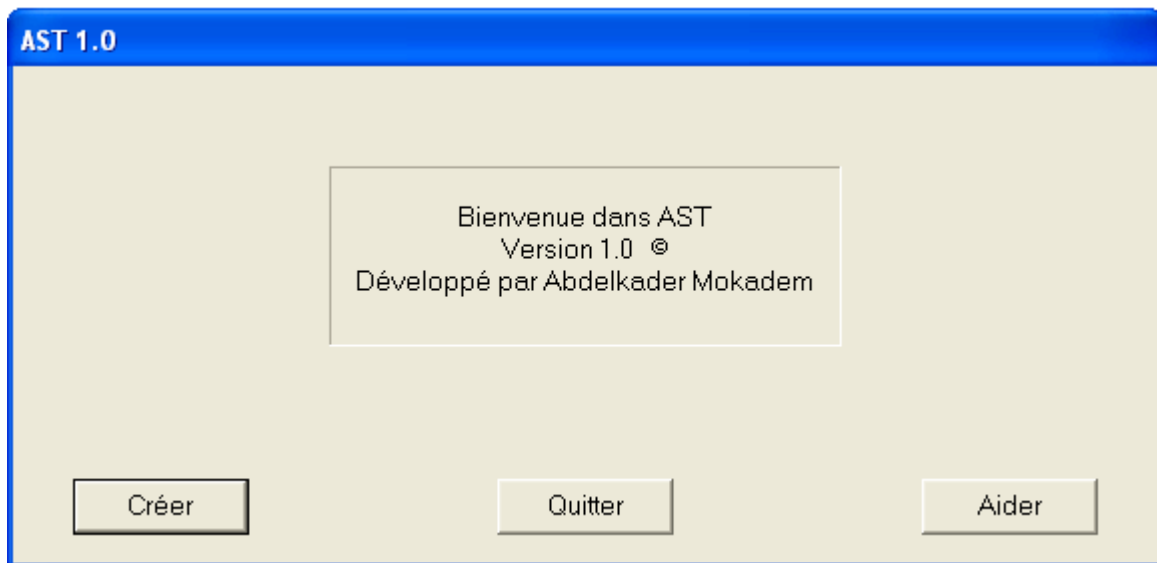 AST 1.0
Bienvenue dans AST
Version 1.0 ©
Développé par Abdelkader Mokadem
Créer
Quitter
Aider